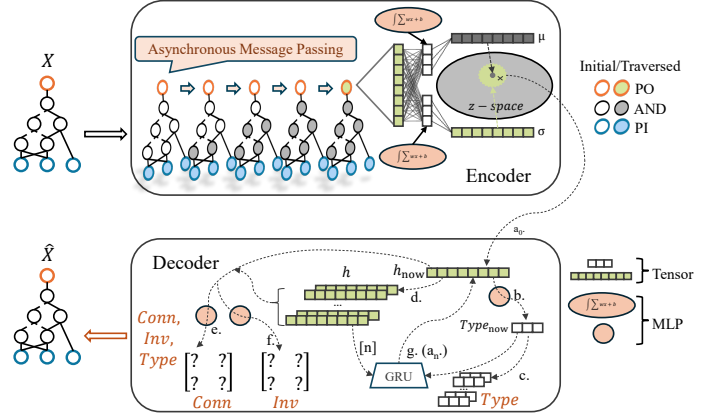 X
Asynchronous Message Passing
∫∑ wx + b
μ
× 
z − space
∫∑ wx + b
σ
Encoder
Initial/Traversed
PO
AND
PI
a₀.
X̂
Decoder
h
h_now
d.
...
b.
Conn,
Inv,
Type
e.
f.
[n]
g. (aₙ.)
Type_now
GRU
c.
...
Type
[? ?
? ?]
Conn
[? ?
? ?]
Inv
Tensor
∫∑ wx + b
MLP